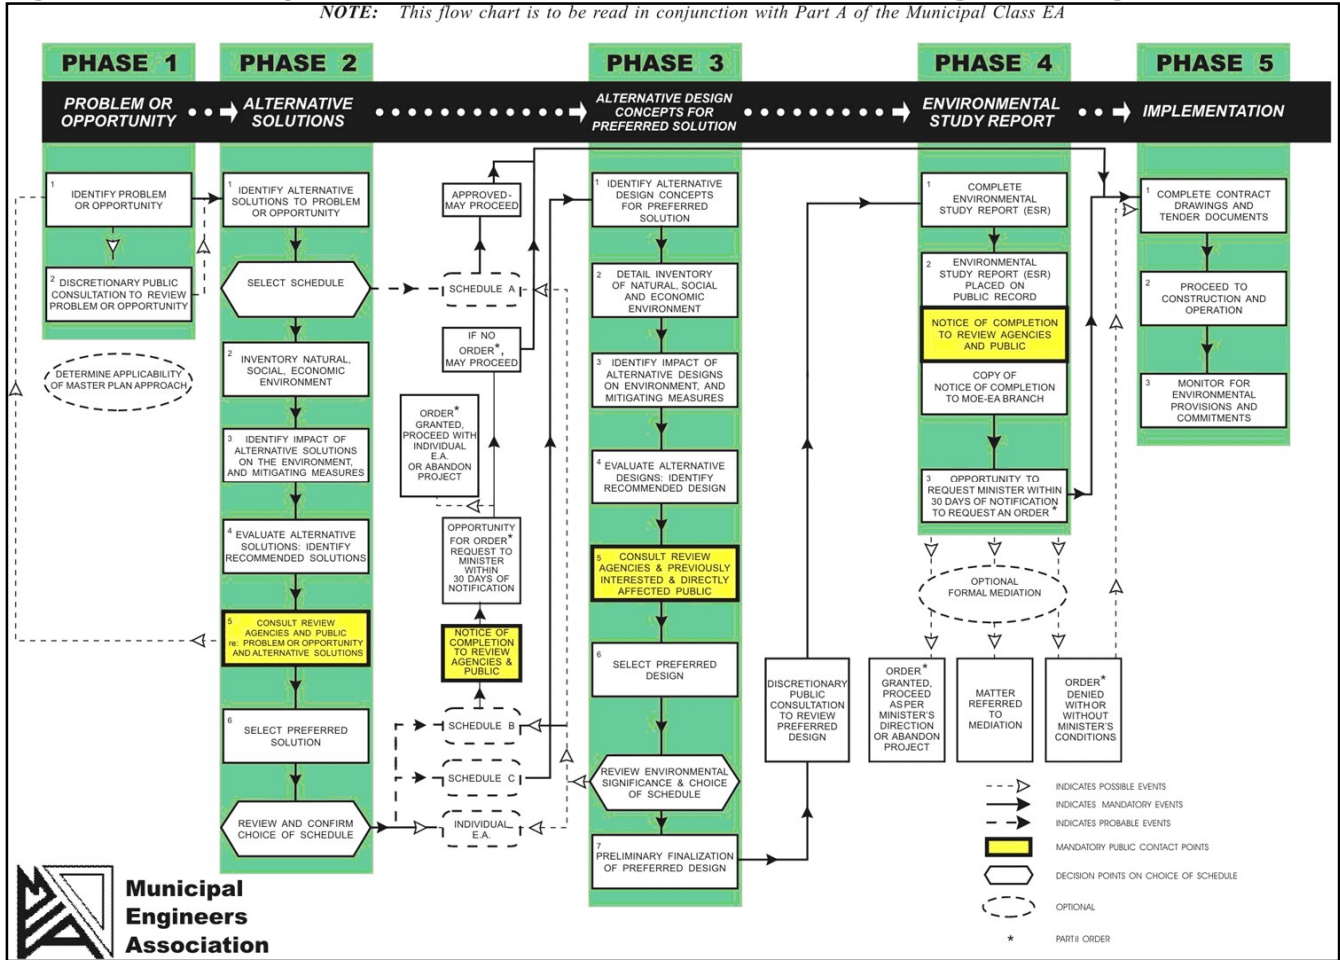 NOTE: This flow chart is to be read in conjunction with Part A of the Municipal Class EA
PHASE 1
PROBLEM OR
OPPORTUNITY
1
IDENTIFY PROBLEM
OR OPPORTUNITY
2 DISCRETIONARY PUBLIC
CONSULTATION TO REVIEW
PROBLEM OR OPPORTUNITY
DETERMINE APPLICABILITY
OF MASTER PLAN APPROACH
PHASE 2
ALTERNATIVE
SOLUTIONS
1
IDENTIFY ALTERNATIVE
SOLUTIONS TO PROBLEM
OR OPPORTUNITY
SELECT SCHEDULE
2
INVENTORY NATURAL,
SOCIAL, ECONOMIC
ENVIRONMENT
3 IDENTIFY IMPACT OF
ALTERNATIVE SOLUTIONS
ON THE ENVIRONMENT,
AND MITIGATING MEASURES
4 EVALUATE ALTERNATIVE
SOLUTIONS: IDENTIFY
RECOMMENDED SOLUTIONS
5 CONSULT REVIEW
AGENCIES AND PUBLIC
re: PROBLEM OR OPPORTUNITY
AND ALTERNATIVE SOLUTIONS
6
SELECT PREFERRED
SOLUTION
REVIEW AND CONFIRM
CHOICE OF SCHEDULE
APPROVED-
MAY PROCEED
SCHEDULE A
IF NO
ORDER*,
MAY PROCEED
ORDER*
GRANTED,
PROCEED WITH
INDIVIDUAL
E.A.
OR ABANDON
PROJECT
OPPORTUNITY
FOR ORDER*
REQUEST TO
MINISTER
WITHIN
30 DAYS OF
NOTIFICATION
NOTICE OF
COMPLETION
TO REVIEW
AGENCIES &
PUBLIC
SCHEDULE B
SCHEDULE C
INDIVIDUAL
E.A.
PHASE 3
ALTERNATIVE DESIGN
CONCEPTS FOR
PREFERRED SOLUTION
1 IDENTIFY ALTERNATIVE
DESIGN CONCEPTS
FOR PREFERRED
SOLUTION
2
DETAIL INVENTORY
OF NATURAL, SOCIAL
AND ECONOMIC
ENVIRONMENT
3 IDENTIFY IMPACT OF
ALTERNATIVE DESIGNS
ON ENVIRONMENT, AND
MITIGATING MEASURES
4
EVALUATE ALTERNATIVE
DESIGNS: IDENTIFY
RECOMMENDED DESIGN
5 CONSULT REVIEW
AGENCIES & PREVIOUSLY
INTERESTED & DIRECTLY
AFFECTED PUBLIC
6
SELECT PREFERRED
DESIGN
REVIEW ENVIRONMENTAL
SIGNIFICANCE & CHOICE
OF SCHEDULE
7
PRELIMINARY FINALIZATION
OF PREFERRED DESIGN
DISCRETIONARY
PUBLIC
CONSULTATION
TO REVIEW
PREFERRED
DESIGN
PHASE 4
ENVIRONMENTAL
STUDY REPORT
1
COMPLETE
ENVIRONMENTAL
STUDY REPORT (ESR)
2
ENVIRONMENTAL
STUDY REPORT (ESR)
PLACED ON
PUBLIC RECORD
NOTICE OF COMPLETION
TO REVIEW AGENCIES
AND PUBLIC
COPY OF
NOTICE OF COMPLETION
TO MOE-EA BRANCH
3 OPPORTUNITY TO
REQUEST MINISTER WITHIN
30 DAYS OF NOTIFICATION
TO REQUEST AN ORDER *
OPTIONAL
FORMAL MEDIATION
ORDER*
GRANTED,
PROCEED
AS PER
MINISTER'S
DIRECTION
OR ABANDON
PROJECT
MATTER
REFERRED
TO
MEDIATION
ORDER*
DENIED
WITH OR
WITHOUT
MINISTER'S
CONDITIONS
PHASE 5
IMPLEMENTATION
1
COMPLETE CONTRACT
DRAWINGS AND
TENDER DOCUMENTS
2
PROCEED TO
CONSTRUCTION AND
OPERATION
3
MONITOR FOR
ENVIRONMENTAL
PROVISIONS AND
COMMITMENTS
INDICATES POSSIBLE EVENTS
INDICATES MANDATORY EVENTS
INDICATES PROBABLE EVENTS
MANDATORY PUBLIC CONTACT POINTS
DECISION POINTS ON CHOICE OF SCHEDULE
OPTIONAL
* PART II ORDER
Municipal
Engineers
Association